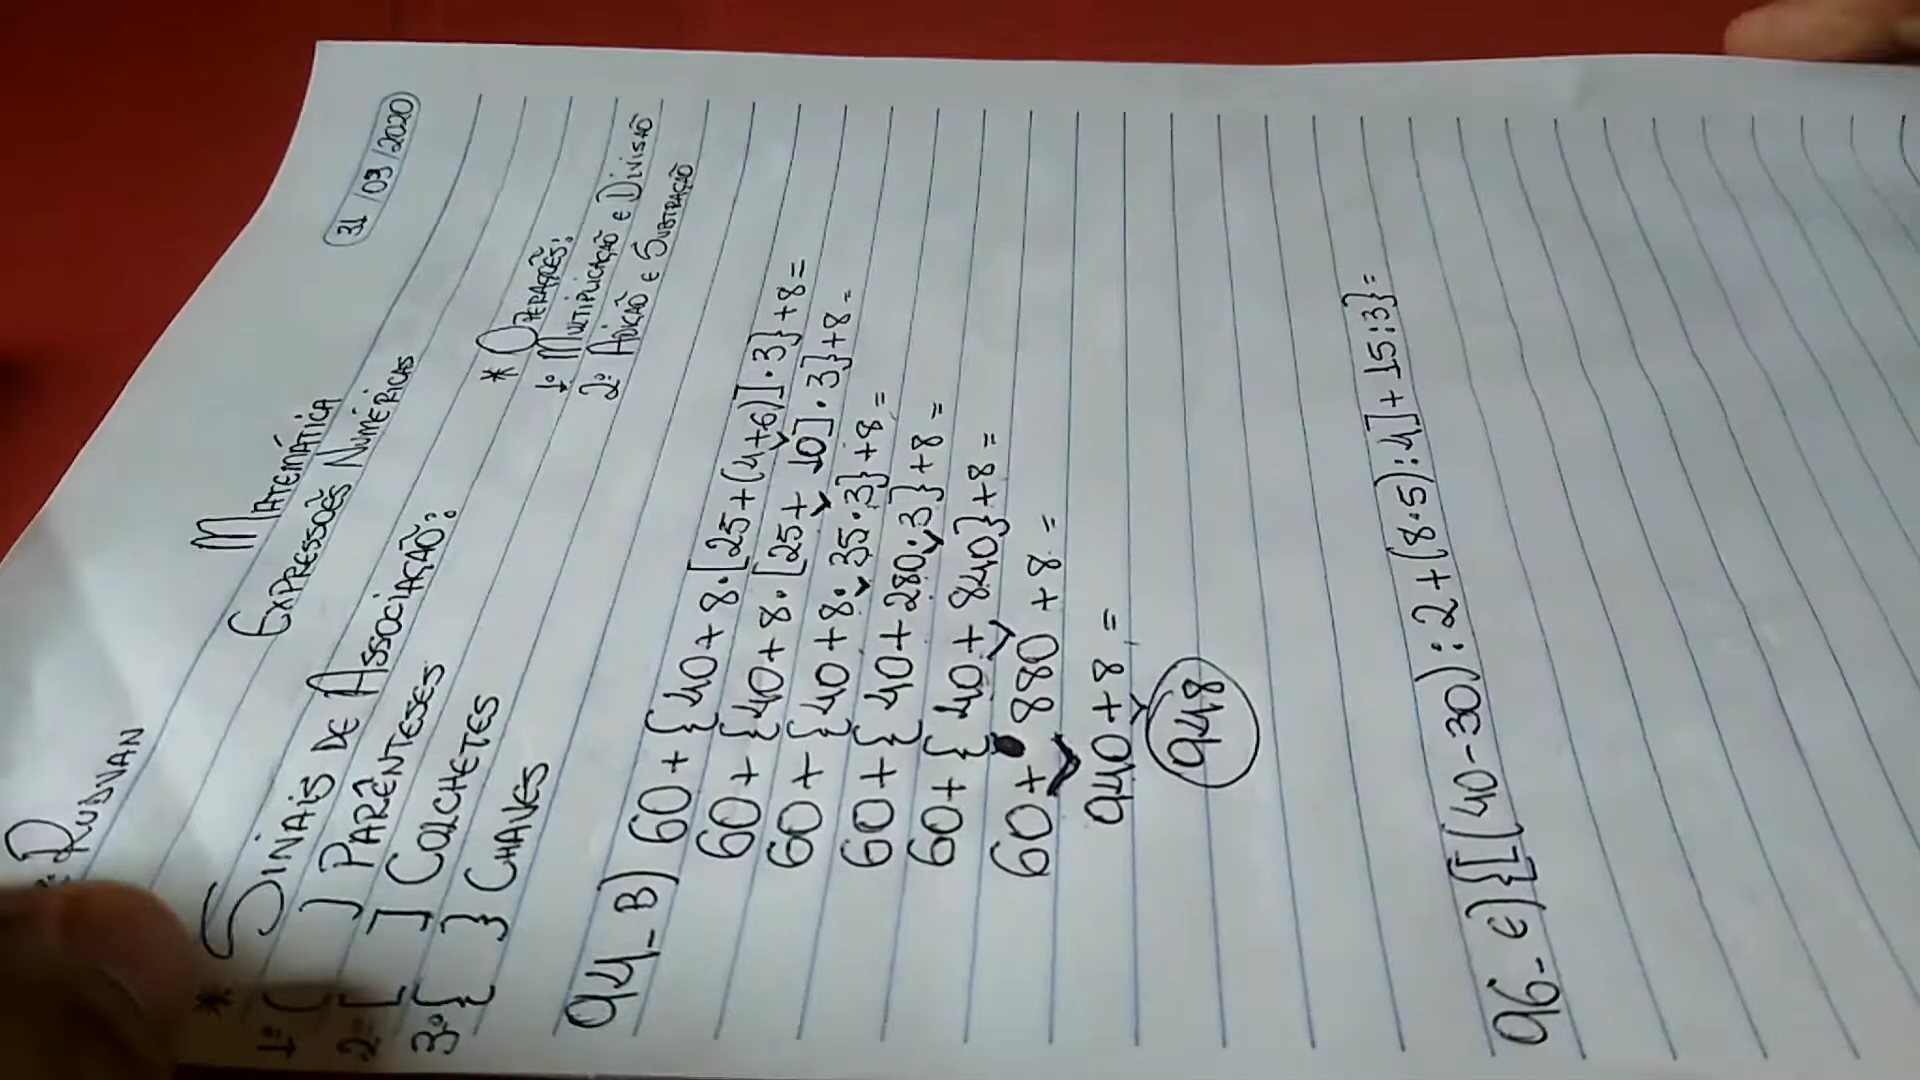 RUDVAN
31/03/2020
MATEMÁTICA
EXPRESSÕES NUMÉRICAS
* SINAIS DE ASSOCIAÇÃO:
1º ( ) PARÊNTESES
2º [ ] COLCHETES
3º { } CHAVES
* OPERAÇÕES:
1º MULTIPLICAÇÃO E DIVISÃO
2º ADIÇÃO E SUBTRAÇÃO
94-B) 60+{40+8.[25+(4+6)].3}+8=
60+{40+8.[25+10].3}+8=
60+{40+8.35.3}+8=
60+{40+280.3}+8=
60+{40+840}+8=
60+880+8=
940+8=
948
96-E){[(40-30):2+(8.5):4]+15:3}=